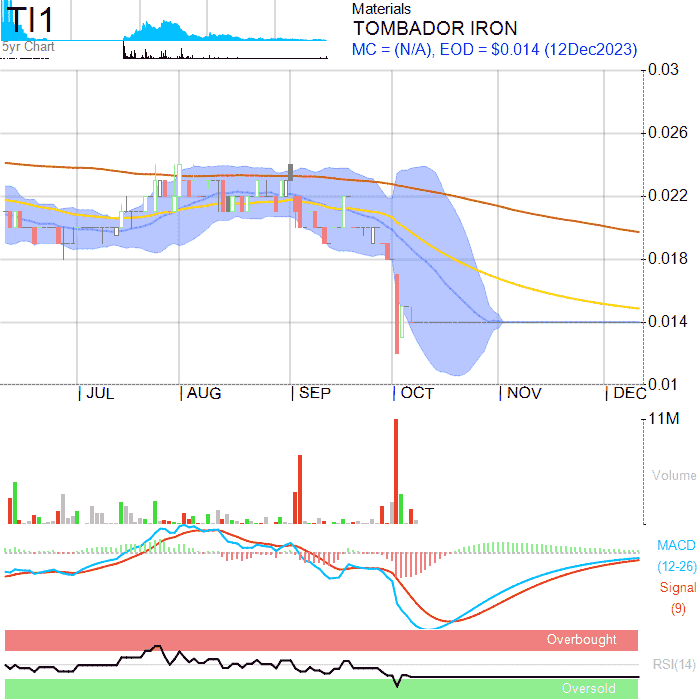 TI1
5yr Chart
Materials
TOMBADOR IRON
MC = (N/A), EOD = $0.014 (12Dec2023)
0.03
0.026
0.022
0.018
0.014
0.01
JUL
AUG
SEP
OCT
NOV
DEC
11M
Volume
MACD
(12-26)
Signal
(9)
Overbought
RSI(14)
Oversold